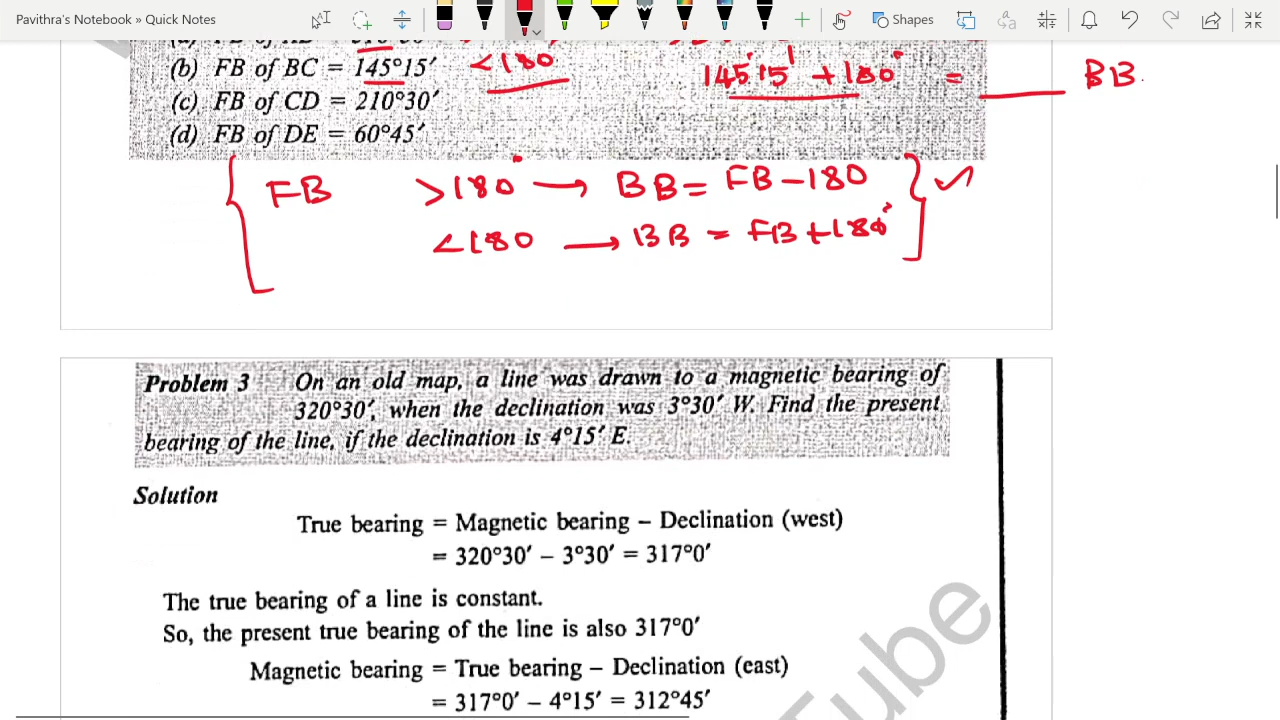 Pavithra's Notebook » Quick Notes
Shapes
(b) FB of BC = 145°15′ <180 145°15′ + 180° = ____ BB
(c) FB of CD = 210°30′
(d) FB of DE = 60°45′
FB >180° → BB = FB – 180
<180 → BB = FB + 180°
Problem 3 On an old map, a line was drawn to a magnetic bearing of
320°30′, when the declination was 3°30′ W. Find the present
bearing of the line, if the declination is 4°15′ E.
Solution
True bearing = Magnetic bearing – Declination (west)
= 320°30′ – 3°30′ = 317°0′
The true bearing of a line is constant.
So, the present true bearing of the line is also 317°0′
Magnetic bearing = True bearing – Declination (east)
= 317°0′ – 4°15′ = 312°45′